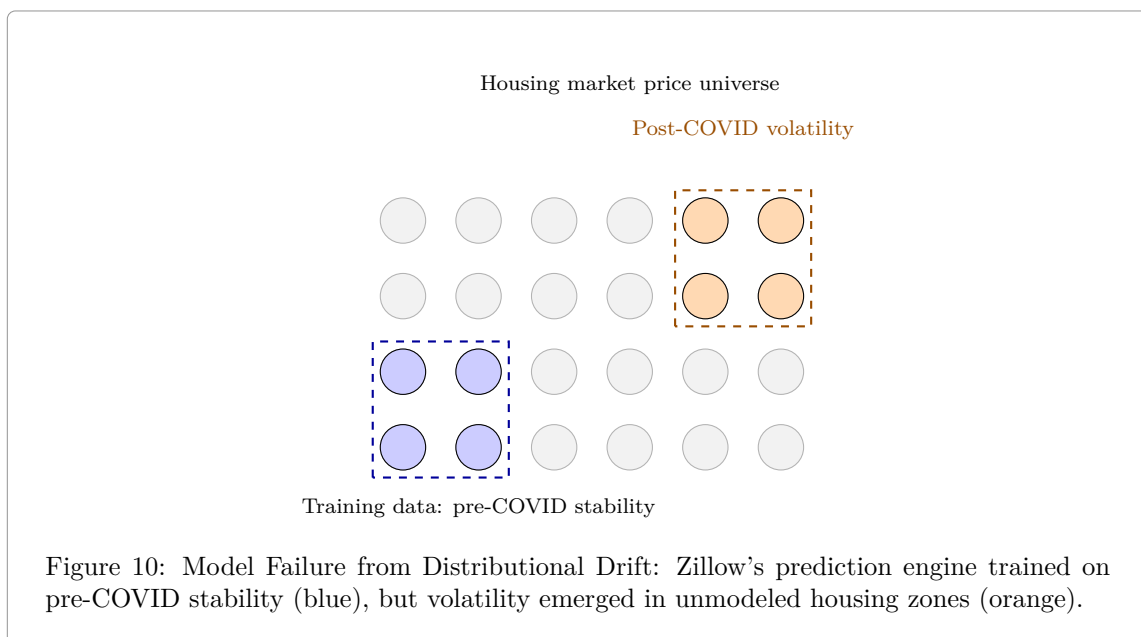 Housing market price universe
Post-COVID volatility
Training data: pre-COVID stability
Figure 10: Model Failure from Distributional Drift: Zillow's prediction engine trained on
pre-COVID stability (blue), but volatility emerged in unmodeled housing zones (orange).